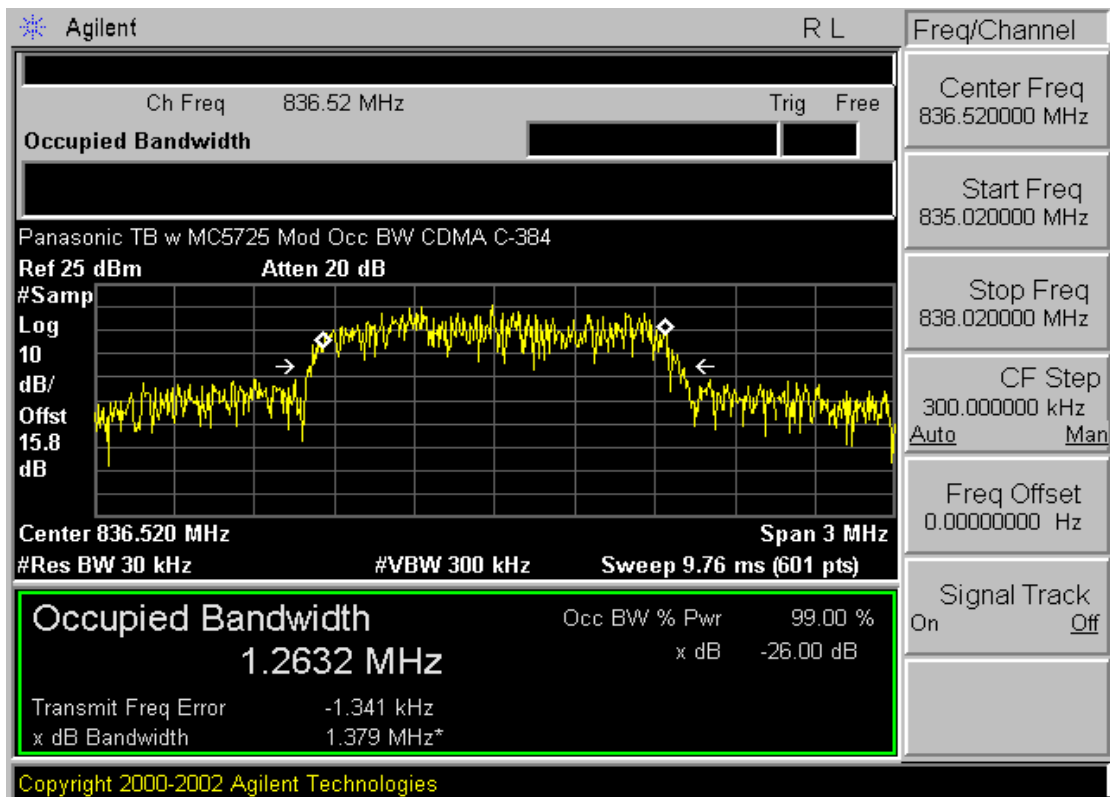 Agilent R L
Freq/Channel
Ch Freq 836.52 MHz Trig Free
Occupied Bandwidth
Panasonic TB w MC5725 Mod Occ BW CDMA C-384
Ref 25 dBm Atten 20 dB
#Samp
Log
10
dB/
Offst
15.8
dB
Center 836.520 MHz Span 3 MHz
#Res BW 30 kHz #VBW 300 kHz Sweep 9.76 ms (601 pts)
Occupied Bandwidth Occ BW % Pwr 99.00 %
1.2632 MHz x dB -26.00 dB
Transmit Freq Error -1.341 kHz
x dB Bandwidth 1.379 MHz*
Center Freq
836.520000 MHz
Start Freq
835.020000 MHz
Stop Freq
838.020000 MHz
CF Step
300.000000 kHz
Auto Man
Freq Offset
0.00000000 Hz
Signal Track
On Off
Copyright 2000-2002 Agilent Technologies